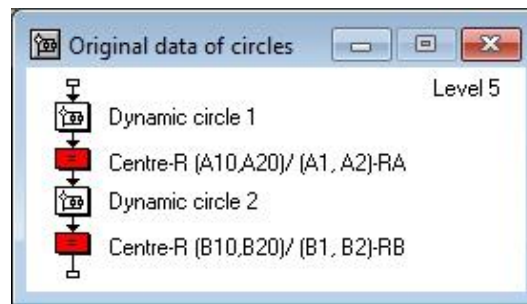 Original data of circles
Level 5
Dynamic circle 1
Centre-R (A10,A20)/ (A1, A2)-RA
Dynamic circle 2
Centre-R (B10,B20)/ (B1, B2)-RB